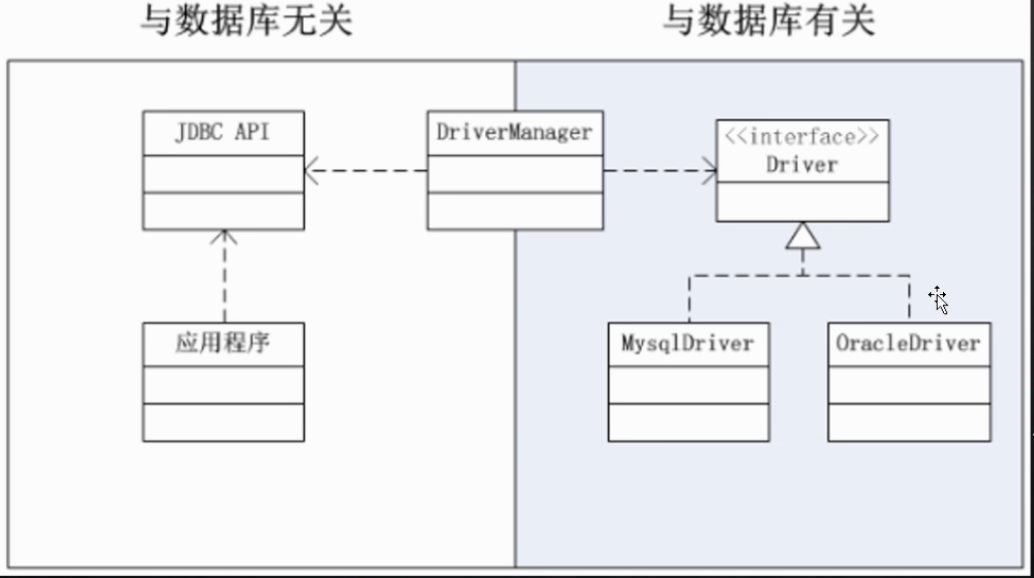 与数据库无关
与数据库有关
JDBC API
DriverManager
<<interface>>
Driver
应用程序
MysqlDriver
OracleDriver